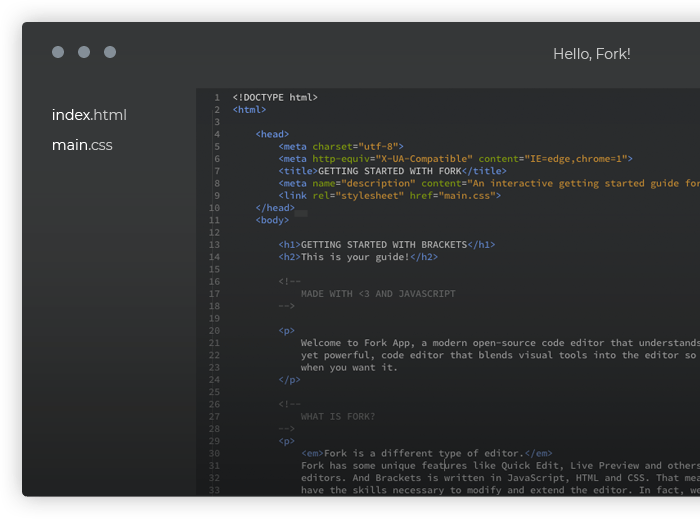 Hello, Fork!
index.html
main.css
1 <!DOCTYPE html>
2 <html>
3
4 <head>
5 <meta charset="utf-8">
6 <meta http-equiv="X-UA-Compatible" content="IE=edge,chrome=1">
7 <title>GETTING STARTED WITH FORK</title>
8 <meta name="description" content="An interactive getting started guide for
9 <link rel="stylesheet" href="main.css">
10 </head>
11 <body>
12
13 <h1>GETTING STARTED WITH BRACKETS</h1>
14 <h2>This is your guide!</h2>
15
16 <!--
17 MADE WITH <3 AND JAVASCRIPT
18 -->
19
20 <p>
21 Welcome to Fork App, a modern open-source code editor that understands
22 yet powerful, code editor that blends visual tools into the editor so
23 when you want it.
24 </p>
25
26 <!--
27 WHAT IS FORK?
28 -->
29 <p>
30 <em>Fork is a different type of editor.</em>
31 Fork has some unique features like Quick Edit, Live Preview and others
32 editors. And Brackets is written in JavaScript, HTML and CSS. That mea
33 have the skills necessary to modify and extend the editor. In fact, we